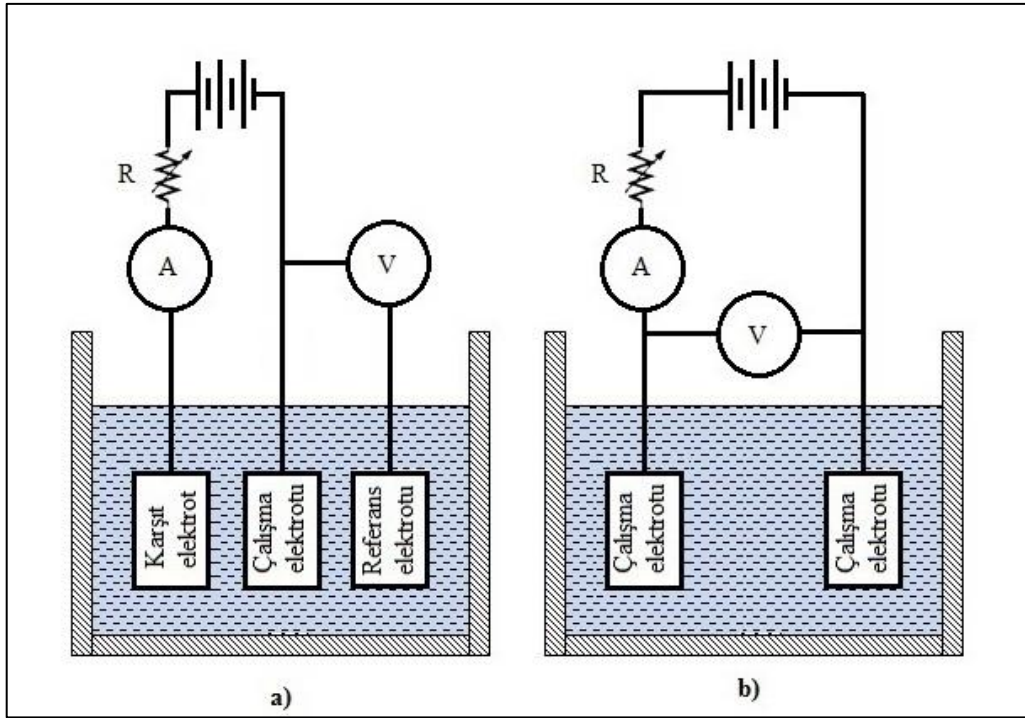 R
A
V
Karşıt
elektrot
Çalışma
elektrotu
Referans
elektrotu
a)
R
A
V
Çalışma
elektrotu
Çalışma
elektrotu
b)